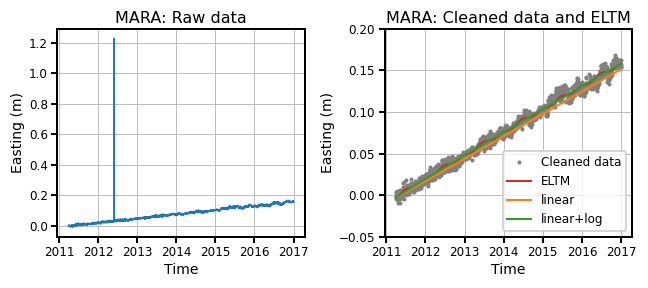 MARA: Raw data
Easting (m)
1.2
1.0
0.8
0.6
0.4
0.2
0.0
2011 2012 2013 2014 2015 2016 2017
Time
MARA: Cleaned data and ELTM
Easting (m)
0.20
0.15
0.10
0.05
0.00
−0.05
Cleaned data
ELTM
linear
linear+log
2011 2012 2013 2014 2015 2016 2017
Time